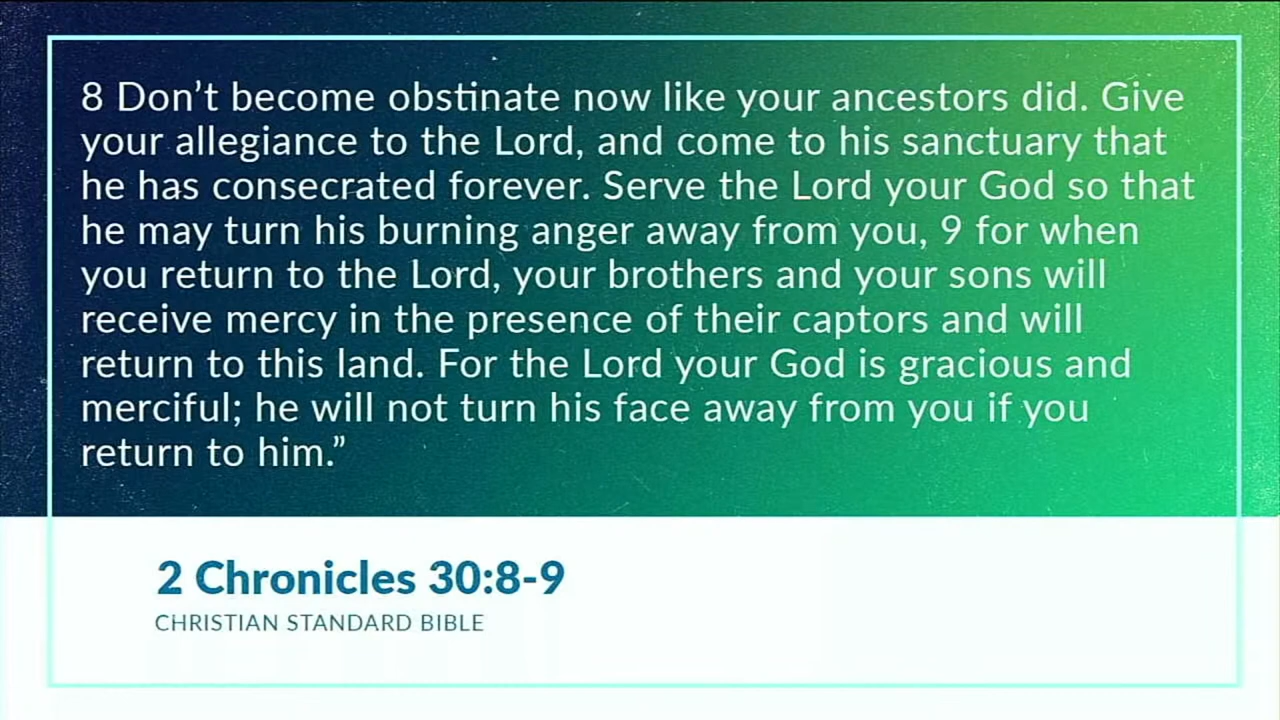 8 Don’t become obstinate now like your ancestors did. Give
your allegiance to the Lord, and come to his sanctuary that
he has consecrated forever. Serve the Lord your God so that
he may turn his burning anger away from you, 9 for when
you return to the Lord, your brothers and your sons will
receive mercy in the presence of their captors and will
return to this land. For the Lord your God is gracious and
merciful; he will not turn his face away from you if you
return to him.”
2 Chronicles 30:8-9
CHRISTIAN STANDARD BIBLE